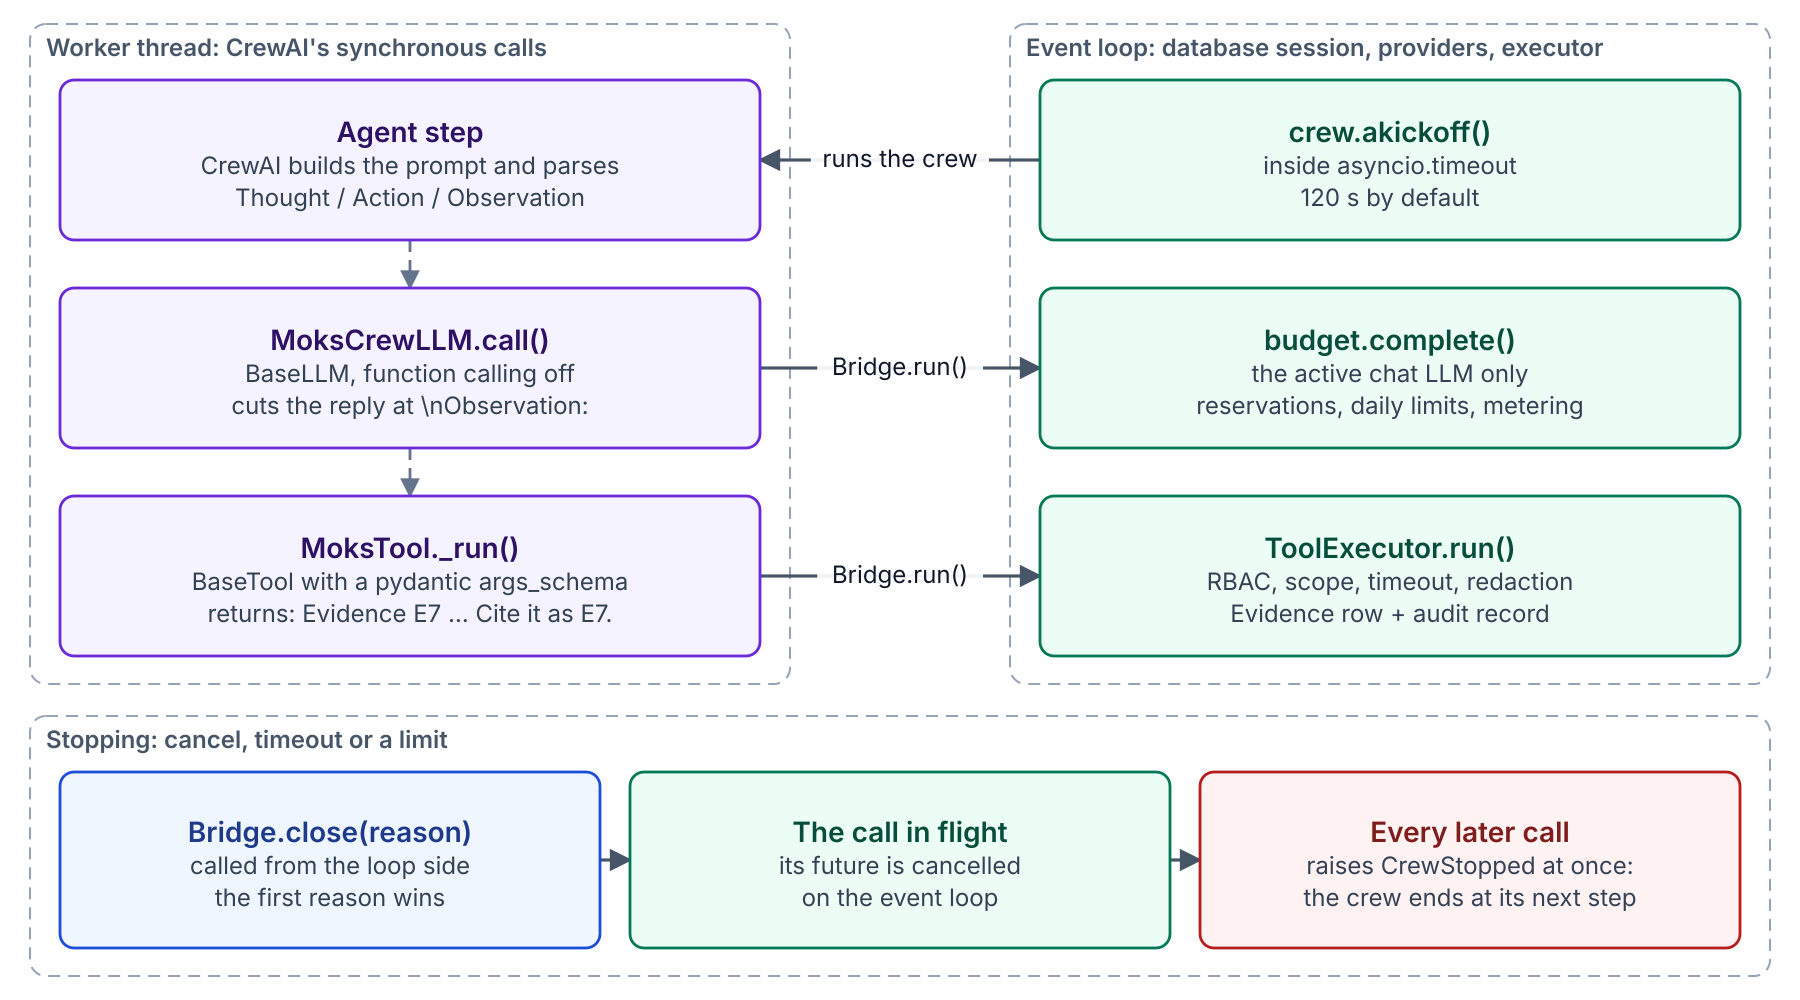 Worker thread: CrewAI's synchronous calls
Agent step
CrewAI builds the prompt and parses
Thought / Action / Observation
MoksCrewLLM.call()
BaseLLM, function calling off
cuts the reply at \nObservation:
MoksTool._run()
BaseTool with a pydantic args_schema
returns: Evidence E7 ... Cite it as E7.
runs the crew
Bridge.run()
Bridge.run()
Event loop: database session, providers, executor
crew.akickoff()
inside asyncio.timeout
120 s by default
budget.complete()
the active chat LLM only
reservations, daily limits, metering
ToolExecutor.run()
RBAC, scope, timeout, redaction
Evidence row + audit record
Stopping: cancel, timeout or a limit
Bridge.close(reason)
called from the loop side
the first reason wins
The call in flight
its future is cancelled
on the event loop
Every later call
raises CrewStopped at once:
the crew ends at its next step